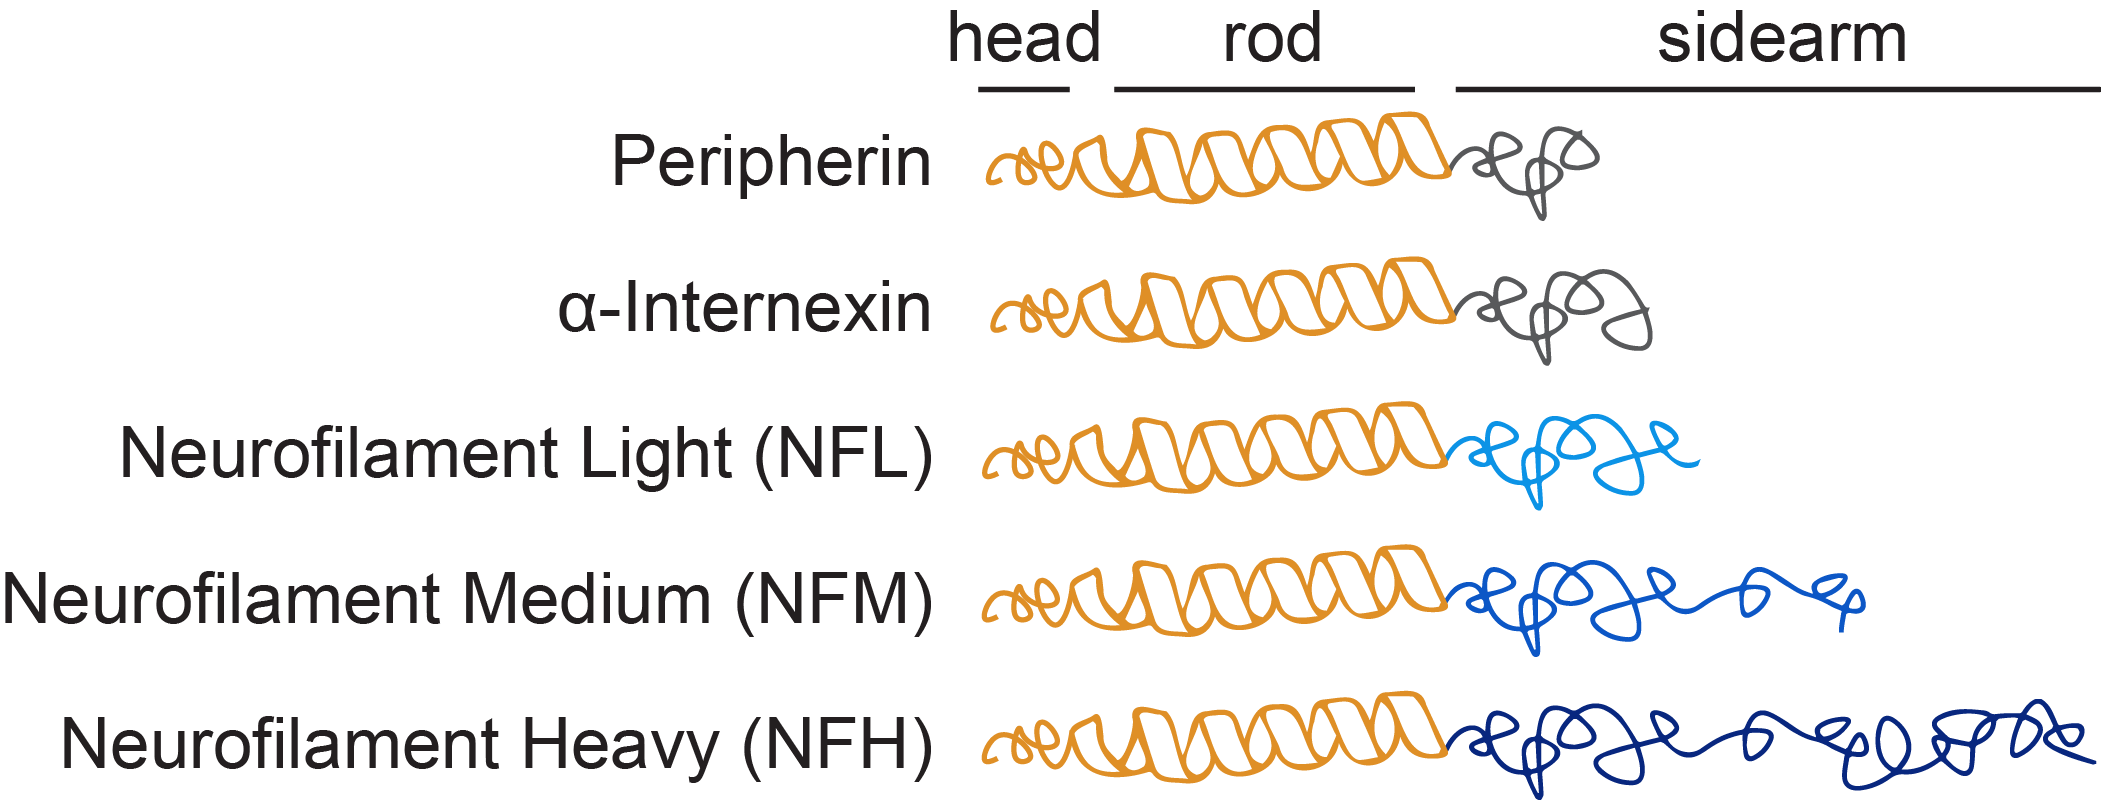 head rod sidearm
Peripherin
α-Internexin
Neurofilament Light (NFL)
Neurofilament Medium (NFM)
Neurofilament Heavy (NFH)